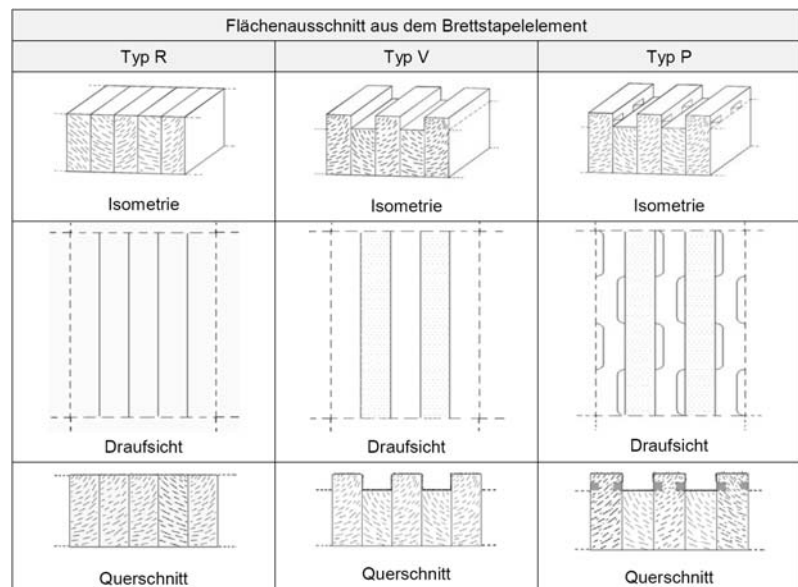 Flächenausschnitt aus dem Brettstapelelement
Typ R Typ V Typ P
Isometrie Isometrie Isometrie
Draufsicht Draufsicht Draufsicht
Querschnitt Querschnitt Querschnitt